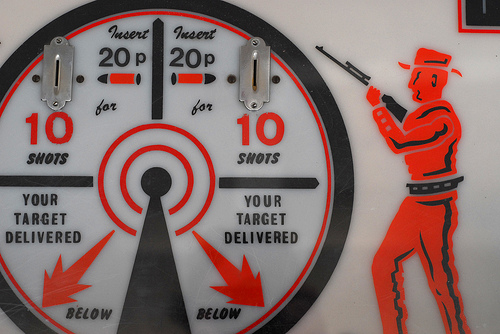 Insert
20p
for
10
SHOTS
YOUR
TARGET
DELIVERED
BELOW
Insert
20p
for
10
SHOTS
YOUR
TARGET
DELIVERED
BELOW